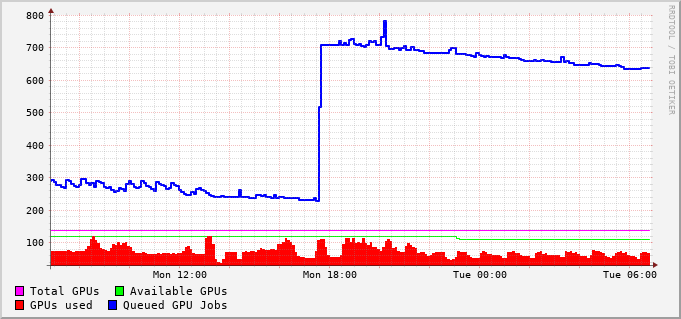 800
700
600
500
400
300
200
100
Mon 12:00 Mon 18:00 Tue 00:00 Tue 06:00
Total GPUs Available GPUs
GPUs used Queued GPU Jobs
RRDTOOL / TOBI OETIKER